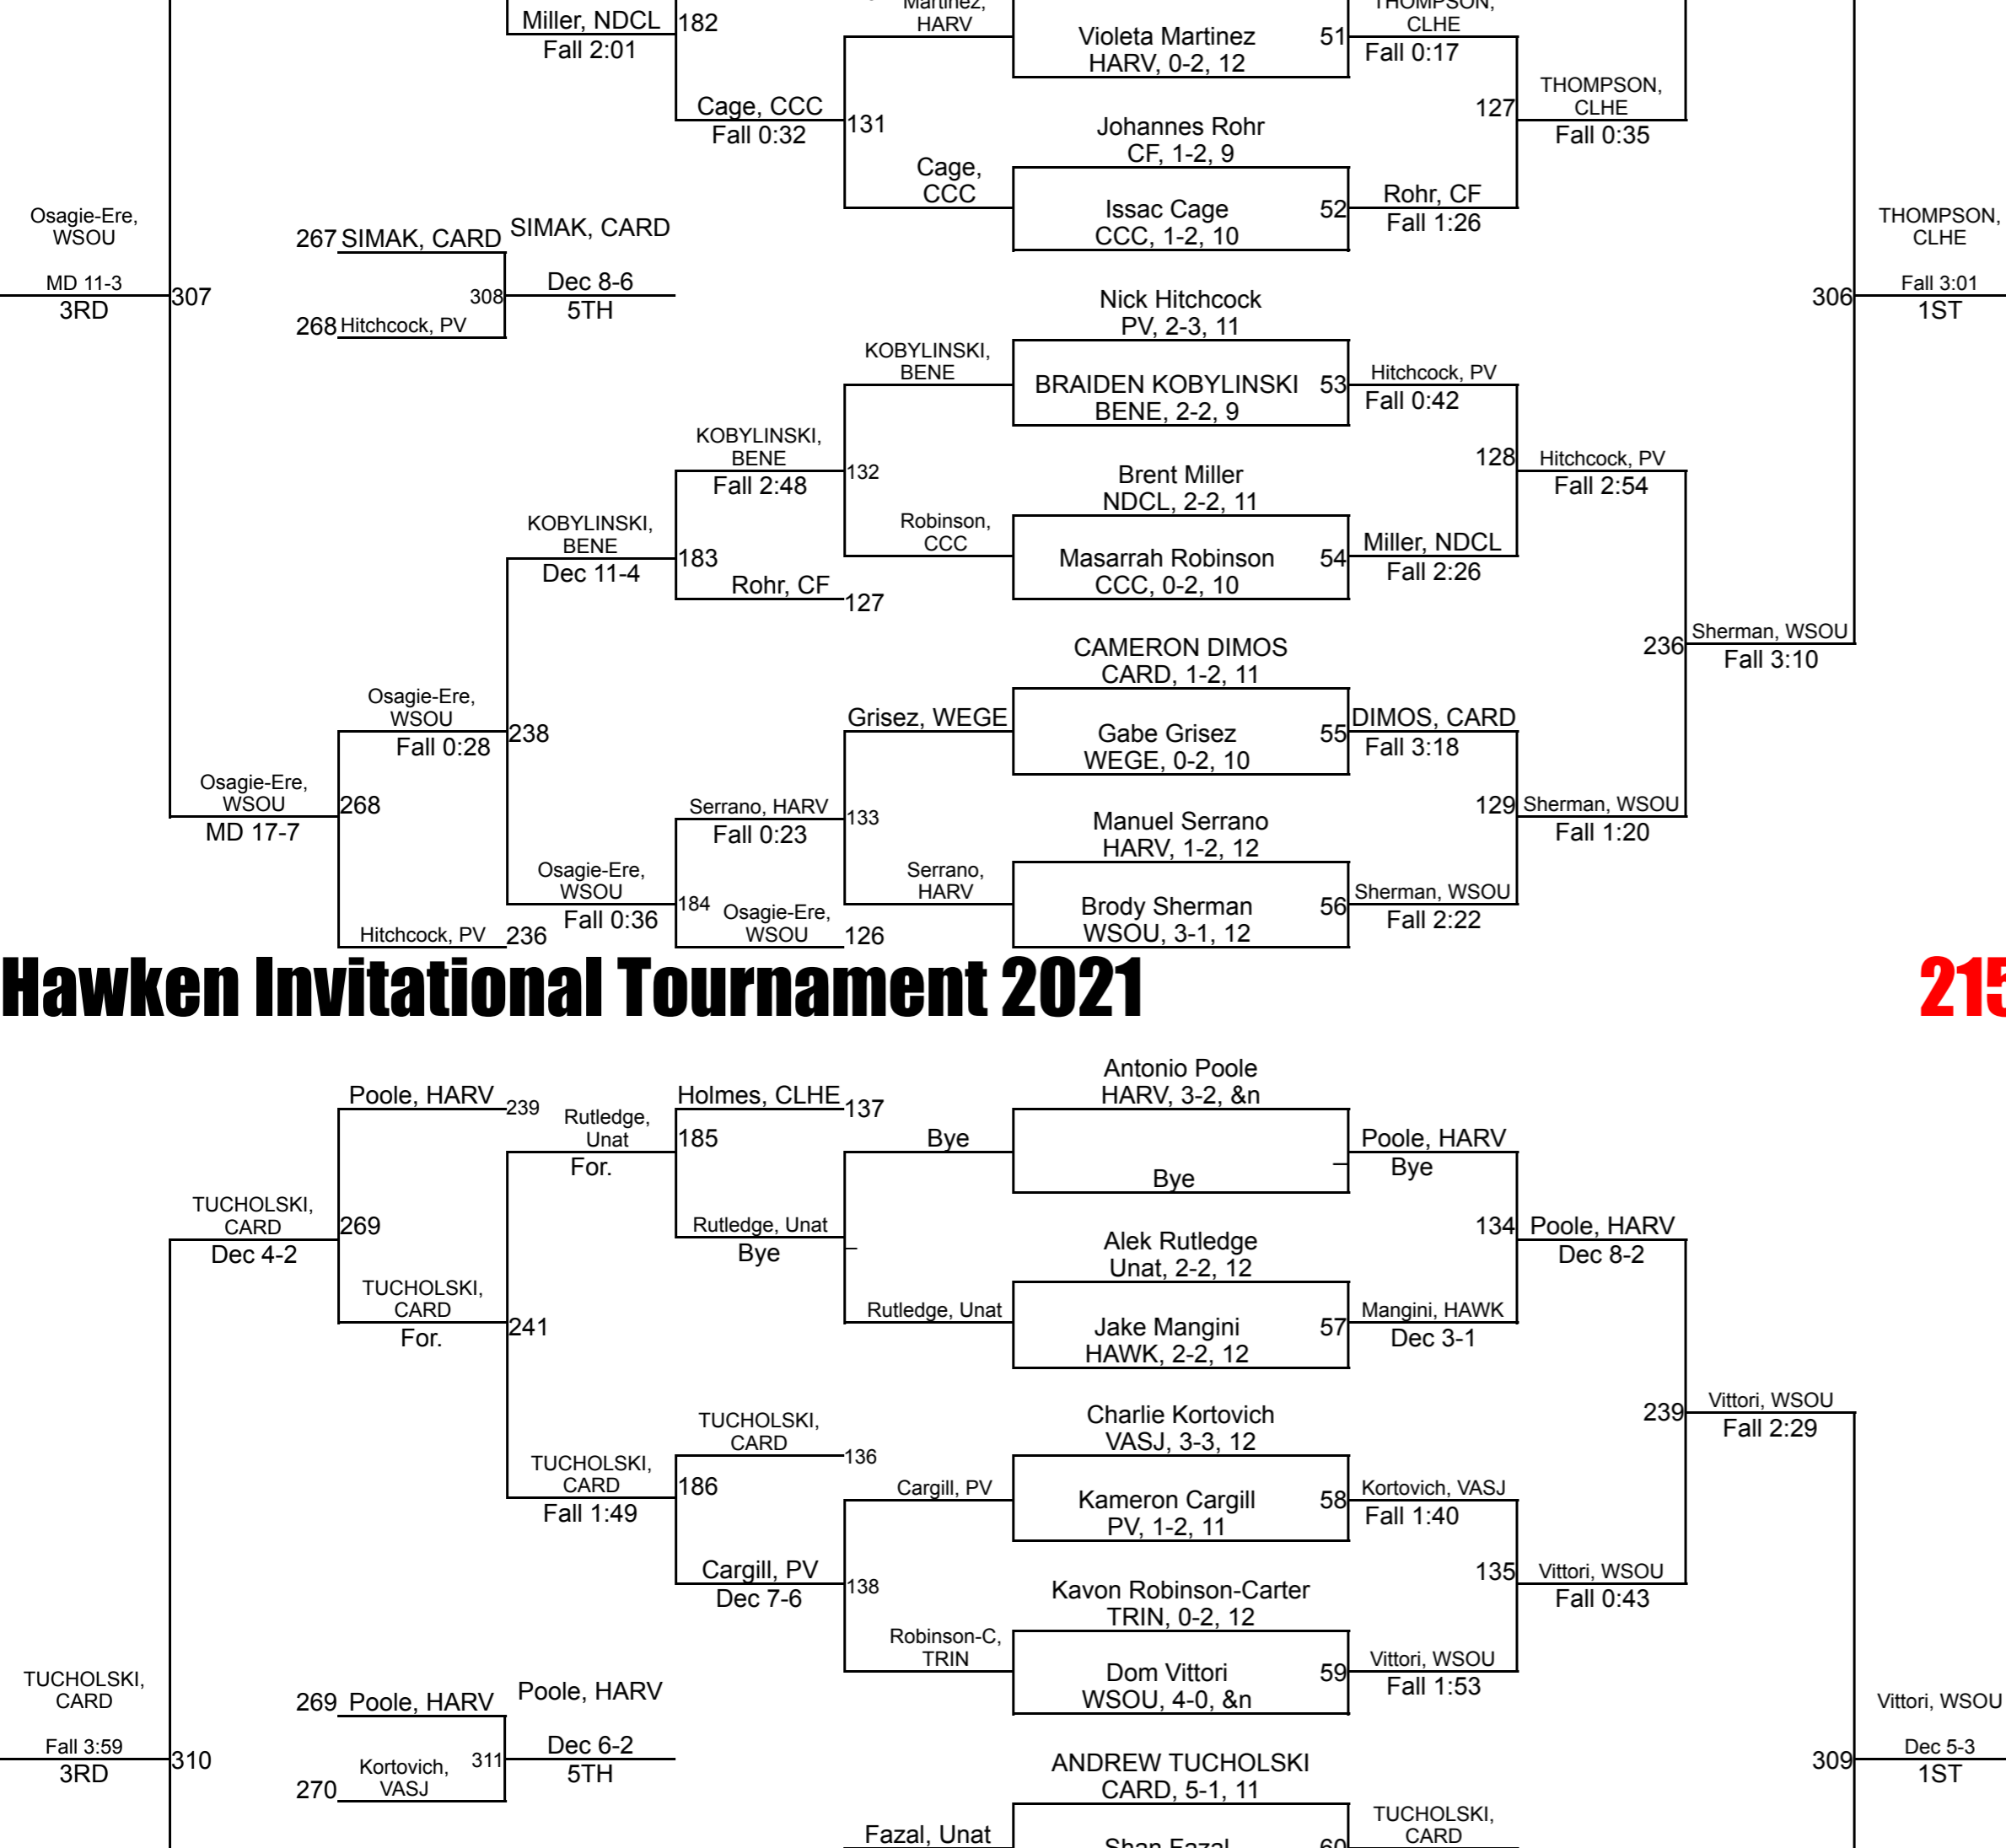 Miller, NDCL
182
Fall 2:01
Martinez,
HARV
Violeta Martinez
HARV, 0-2, 12
51
THOMPSON,
CLHE
Fall 0:17
Cage, CCC
Fall 0:32
131
Johannes Rohr
CF, 1-2, 9
127
THOMPSON,
CLHE
Fall 0:35
Cage,
CCC
Issac Cage
CCC, 1-2, 10
52
Rohr, CF
Fall 1:26
Osagie-Ere,
WSOU
MD 11-3
3RD
307
267
SIMAK, CARD
SIMAK, CARD
308
Dec 8-6
5TH
268
Hitchcock, PV
THOMPSON,
CLHE
306
Fall 3:01
1ST
Nick Hitchcock
PV, 2-3, 11
KOBYLINSKI,
BENE
BRAIDEN KOBYLINSKI
BENE, 2-2, 9
53
Hitchcock, PV
Fall 0:42
KOBYLINSKI,
BENE
Fall 2:48
132
Brent Miller
NDCL, 2-2, 11
128
Hitchcock, PV
Fall 2:54
KOBYLINSKI,
BENE
Dec 11-4
183
Robinson,
CCC
Masarrah Robinson
CCC, 0-2, 10
54
Miller, NDCL
Fall 2:26
Rohr, CF
127
CAMERON DIMOS
CARD, 1-2, 11
236
Sherman, WSOU
Fall 3:10
Osagie-Ere,
WSOU
Fall 0:28
238
Grisez, WEGE
Gabe Grisez
WEGE, 0-2, 10
55
DIMOS, CARD
Fall 3:18
Osagie-Ere,
WSOU
MD 17-7
268
Serrano, HARV
Fall 0:23
133
Manuel Serrano
HARV, 1-2, 12
129
Sherman, WSOU
Fall 1:20
Osagie-Ere,
WSOU
Fall 0:36
184
Serrano,
HARV
Brody Sherman
WSOU, 3-1, 12
56
Sherman, WSOU
Fall 2:22
Hitchcock, PV
236
Osagie-Ere,
WSOU
126
Hawken Invitational Tournament 2021
215
Antonio Poole
HARV, 3-2, &n
Poole, HARV
239
Rutledge,
Unat
For.
Holmes, CLHE
137
185
Bye
Bye
Poole, HARV
Bye
TUCHOLSKI,
CARD
Dec 4-2
269
Rutledge, Unat
Bye
Alek Rutledge
Unat, 2-2, 12
134
Poole, HARV
Dec 8-2
TUCHOLSKI,
CARD
For.
241
Rutledge, Unat
Jake Mangini
HAWK, 2-2, 12
57
Mangini, HAWK
Dec 3-1
Charlie Kortovich
VASJ, 3-3, 12
239
Vittori, WSOU
Fall 2:29
TUCHOLSKI,
CARD
136
TUCHOLSKI,
CARD
Fall 1:49
186
Cargill, PV
Kameron Cargill
PV, 1-2, 11
58
Kortovich, VASJ
Fall 1:40
Cargill, PV
Dec 7-6
138
Kavon Robinson-Carter
TRIN, 0-2, 12
135
Vittori, WSOU
Fall 0:43
Robinson-C,
TRIN
Dom Vittori
WSOU, 4-0, &n
59
Vittori, WSOU
Fall 1:53
TUCHOLSKI,
CARD
Fall 3:59
3RD
310
269
Poole, HARV
Poole, HARV
311
Dec 6-2
5TH
270
Kortovich,
VASJ
Vittori, WSOU
309
Dec 5-3
1ST
ANDREW TUCHOLSKI
CARD, 5-1, 11
Fazal, Unat
Shan Fazal
60
TUCHOLSKI,
CARD